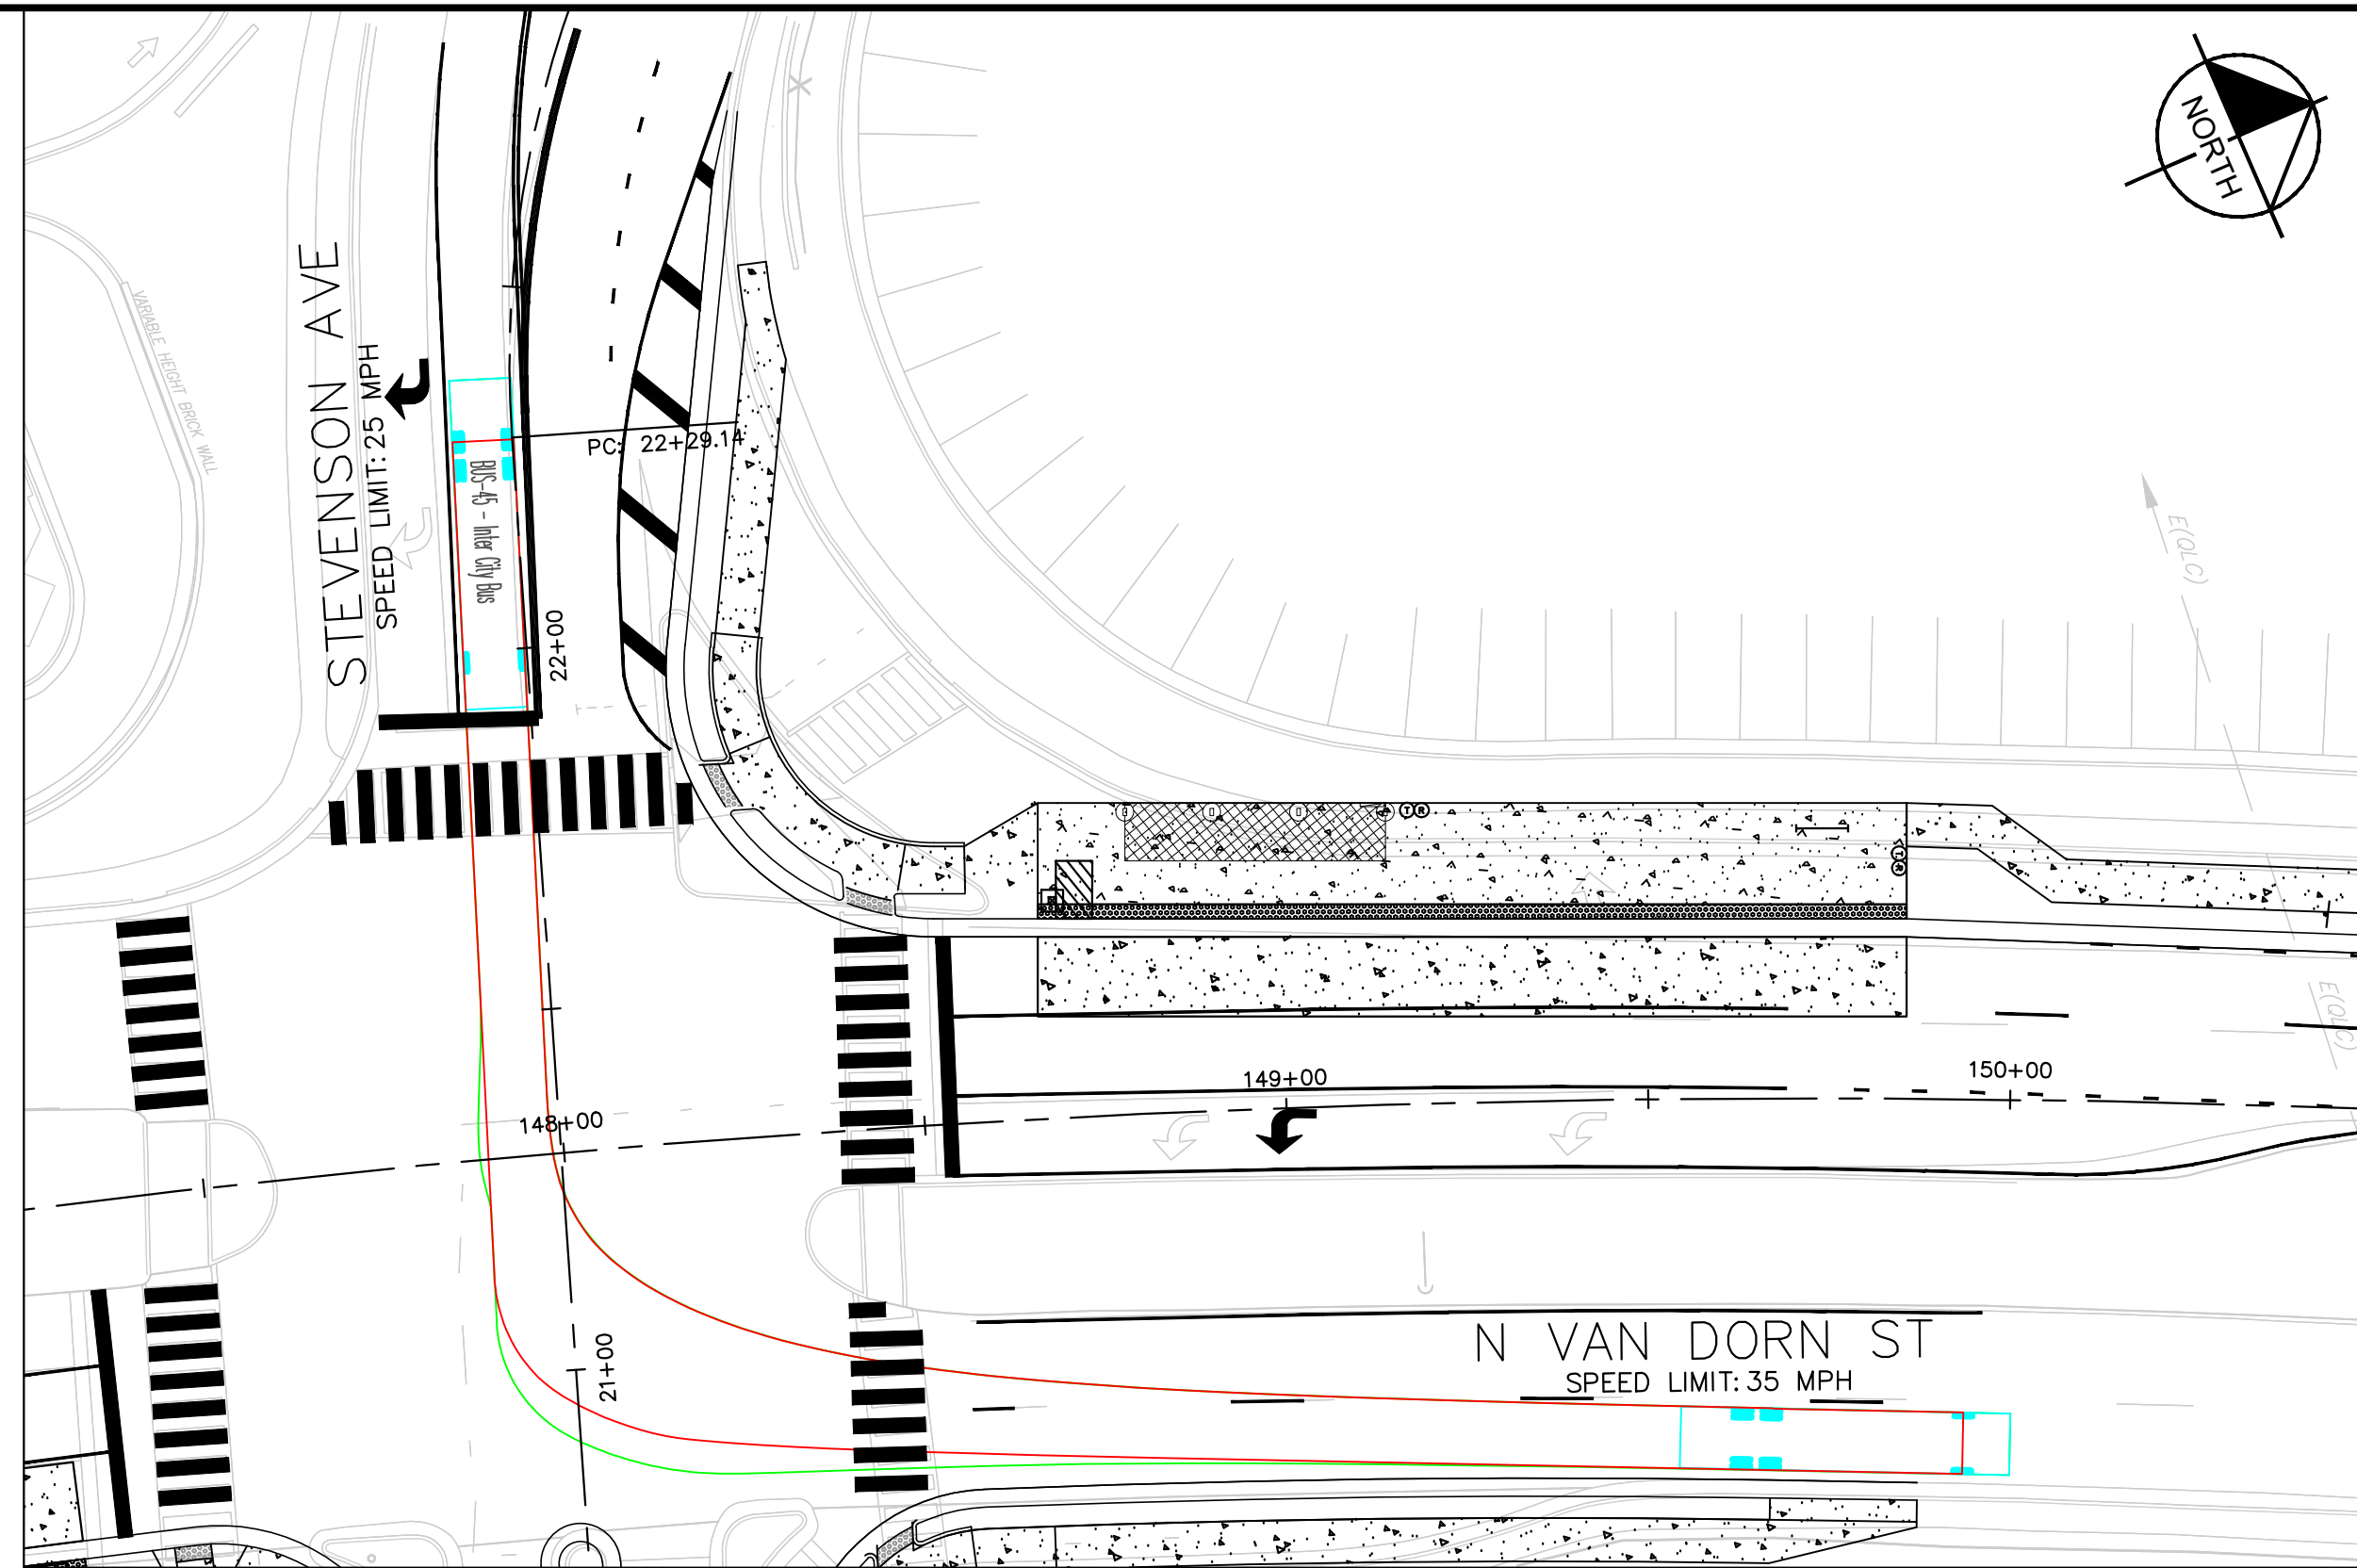 NORTH
VARIABLE HEIGHT BRICK WALL
STEVENSON AVE
SPEED LIMIT: 25 MPH
PC: 22+29.14
BUS-45 - Inter City Bus
22+00
E(QLC)
T R
T R
E(QLC)
149+00
150+00
148+00
21+00
N VAN DORN ST
SPEED LIMIT: 35 MPH